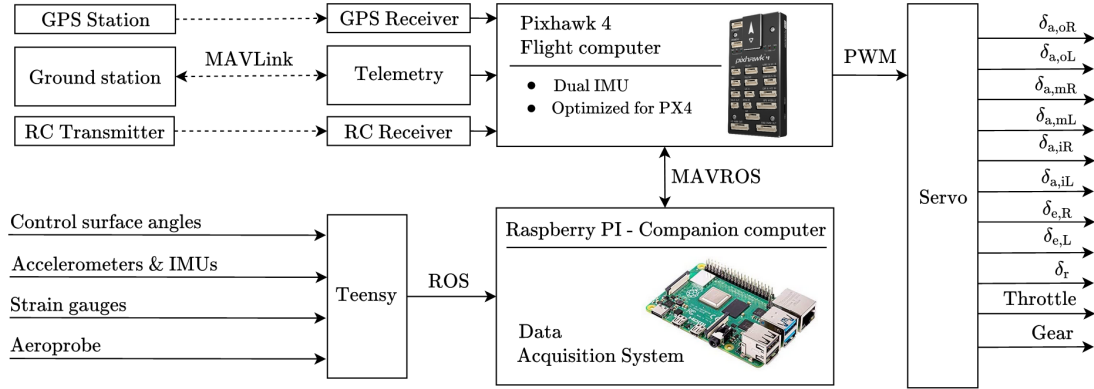 GPS Station
GPS Receiver
Ground station
MAVLink
Telemetry
RC Transmitter
RC Receiver
Pixhawk 4
Flight computer
● Dual IMU
● Optimized for PX4
pixhawk 4
PWM
MAVROS
Control surface angles
Accelerometers & IMUs
Strain gauges
Aeroprobe
Teensy
ROS
Raspberry PI - Companion computer
Data
Acquisition System
Servo
δa,oR
δa,oL
δa,mR
δa,mL
δa,iR
δa,iL
δe,R
δe,L
δr
Throttle
Gear